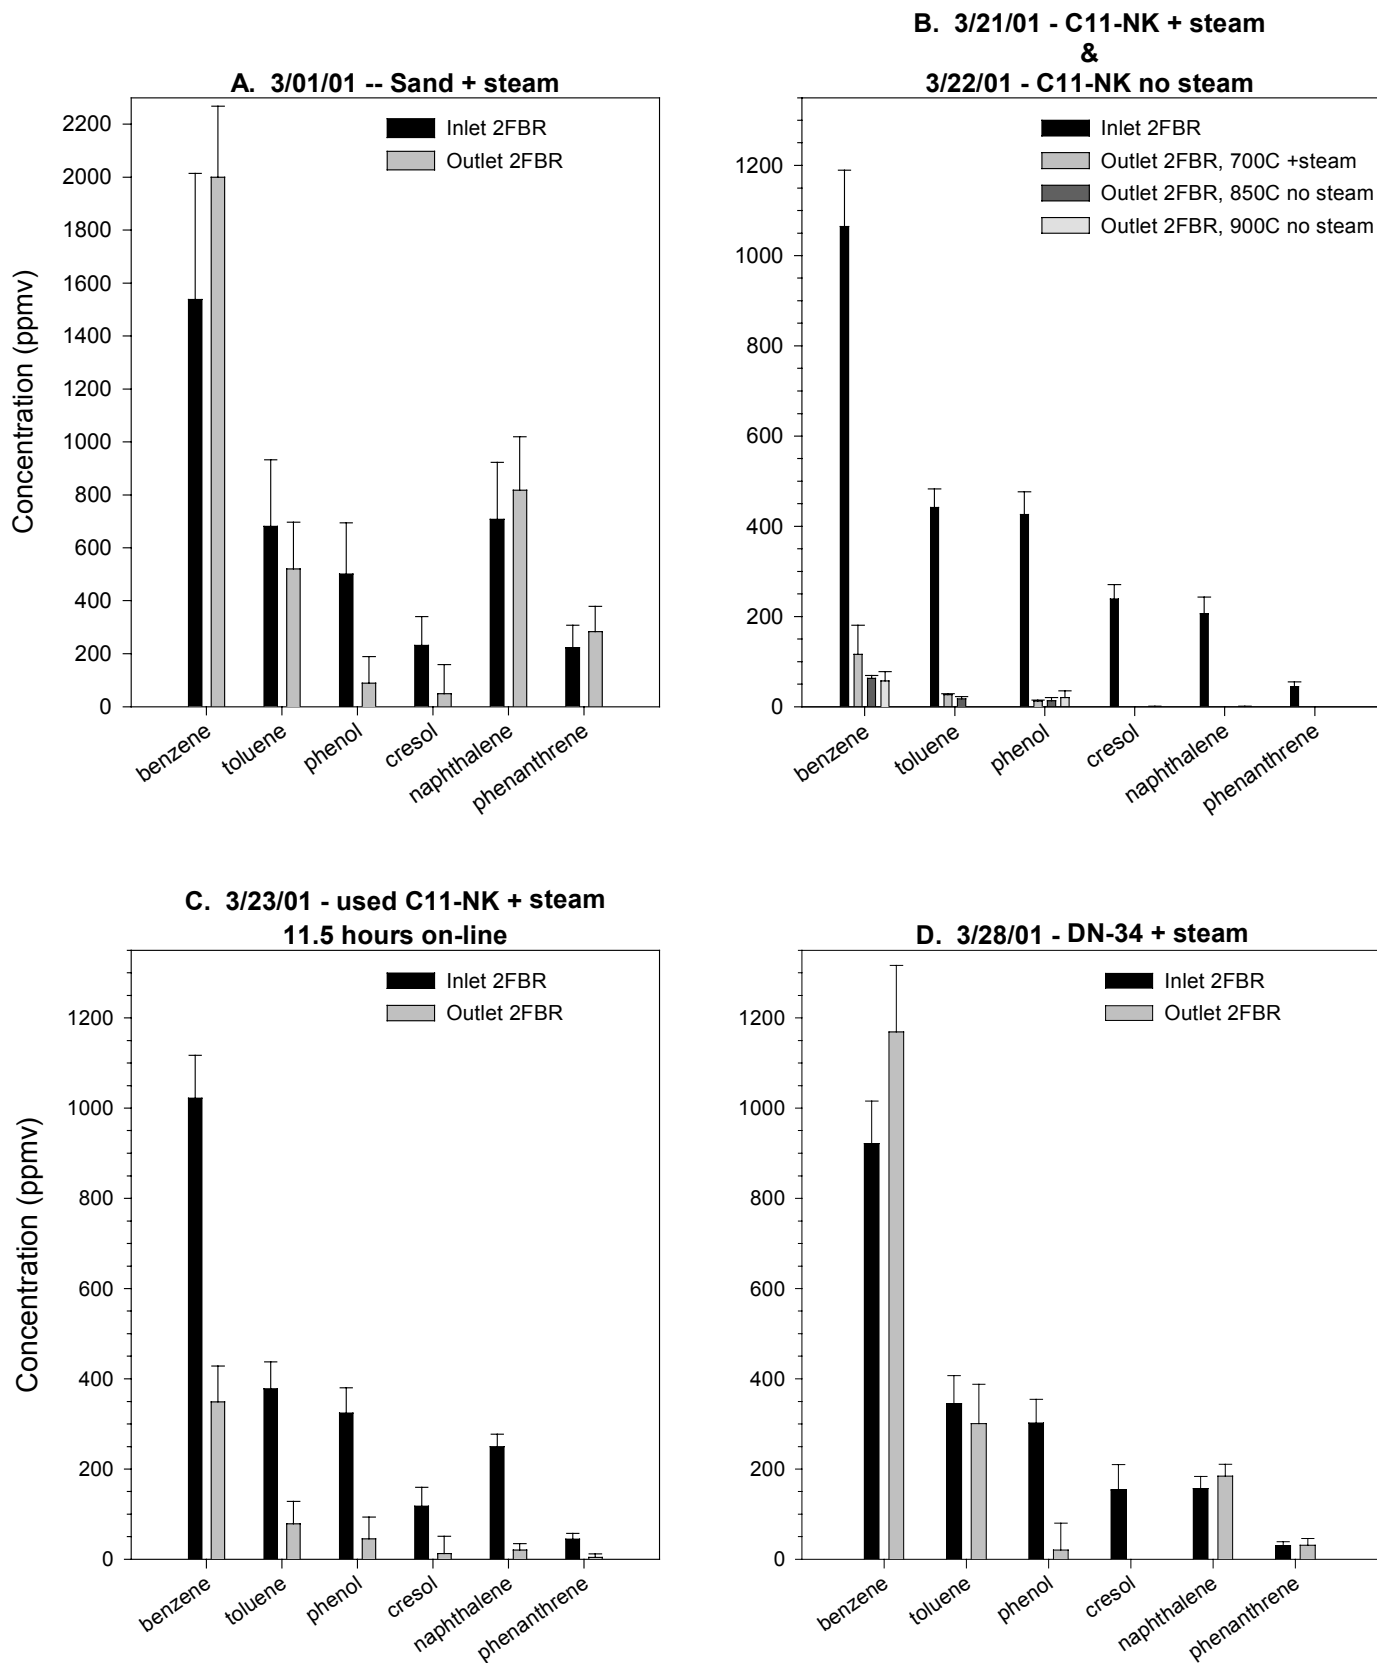 A. 3/01/01 -- Sand + steam
Inlet 2FBR
Outlet 2FBR
Concentration (ppmv)
2200
2000
1800
1600
1400
1200
1000
800
600
400
200
0
benzene
toluene
phenol
cresol
naphthalene
phenanthrene
B. 3/21/01 - C11-NK + steam
&
3/22/01 - C11-NK no steam
Inlet 2FBR
Outlet 2FBR, 700C +steam
Outlet 2FBR, 850C no steam
Outlet 2FBR, 900C no steam
1200
1000
800
600
400
200
0
benzene
toluene
phenol
cresol
naphthalene
phenanthrene
C. 3/23/01 - used C11-NK + steam
11.5 hours on-line
Inlet 2FBR
Outlet 2FBR
Concentration (ppmv)
1200
1000
800
600
400
200
0
benzene
toluene
phenol
cresol
naphthalene
phenanthrene
D. 3/28/01 - DN-34 + steam
Inlet 2FBR
Outlet 2FBR
1200
1000
800
600
400
200
0
benzene
toluene
phenol
cresol
naphthalene
phenanthrene